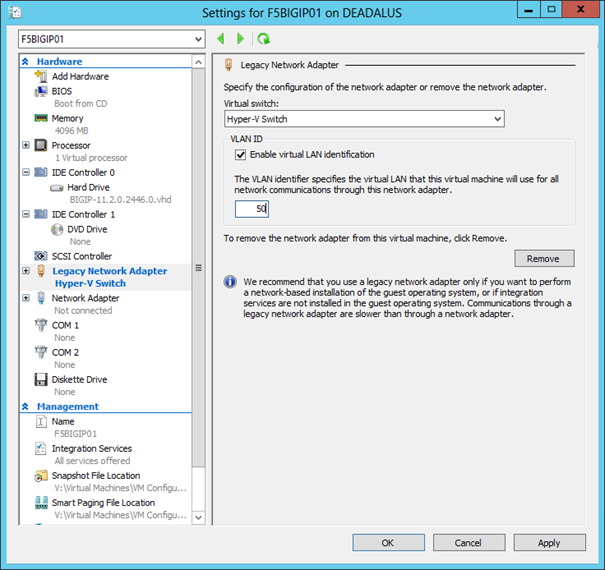 Settings for F5BIGIP01 on DEADALUS
F5BIGIP01
Hardware
Add Hardware
BIOS
Boot from CD
Memory
4096 MB
Processor
1 Virtual processor
IDE Controller 0
Hard Drive
BIGIP-11.2.0.2446.0.vhd
IDE Controller 1
DVD Drive
None
SCSI Controller
Legacy Network Adapter
Hyper-V Switch
Network Adapter
Not connected
COM 1
None
COM 2
None
Diskette Drive
None
Management
Name
F5BIGIP01
Integration Services
All services offered
Snapshot File Location
V:\Virtual Machines\VM Configu...
Smart Paging File Location
V:\Virtual Machines\VM Configu...
Legacy Network Adapter
Specify the configuration of the network adapter or remove the network adapter.
Virtual switch:
Hyper-V Switch
VLAN ID
Enable virtual LAN identification
The VLAN identifier specifies the virtual LAN that this virtual machine will use for all
network communications through this network adapter.
50
To remove the network adapter from this virtual machine, click Remove.
Remove
We recommend that you use a legacy network adapter only if you want to perform
a network-based installation of the guest operating system, or if integration
services are not installed in the guest operating system. Communications through a
legacy network adapter are slower than through a network adapter.
OK
Cancel
Apply